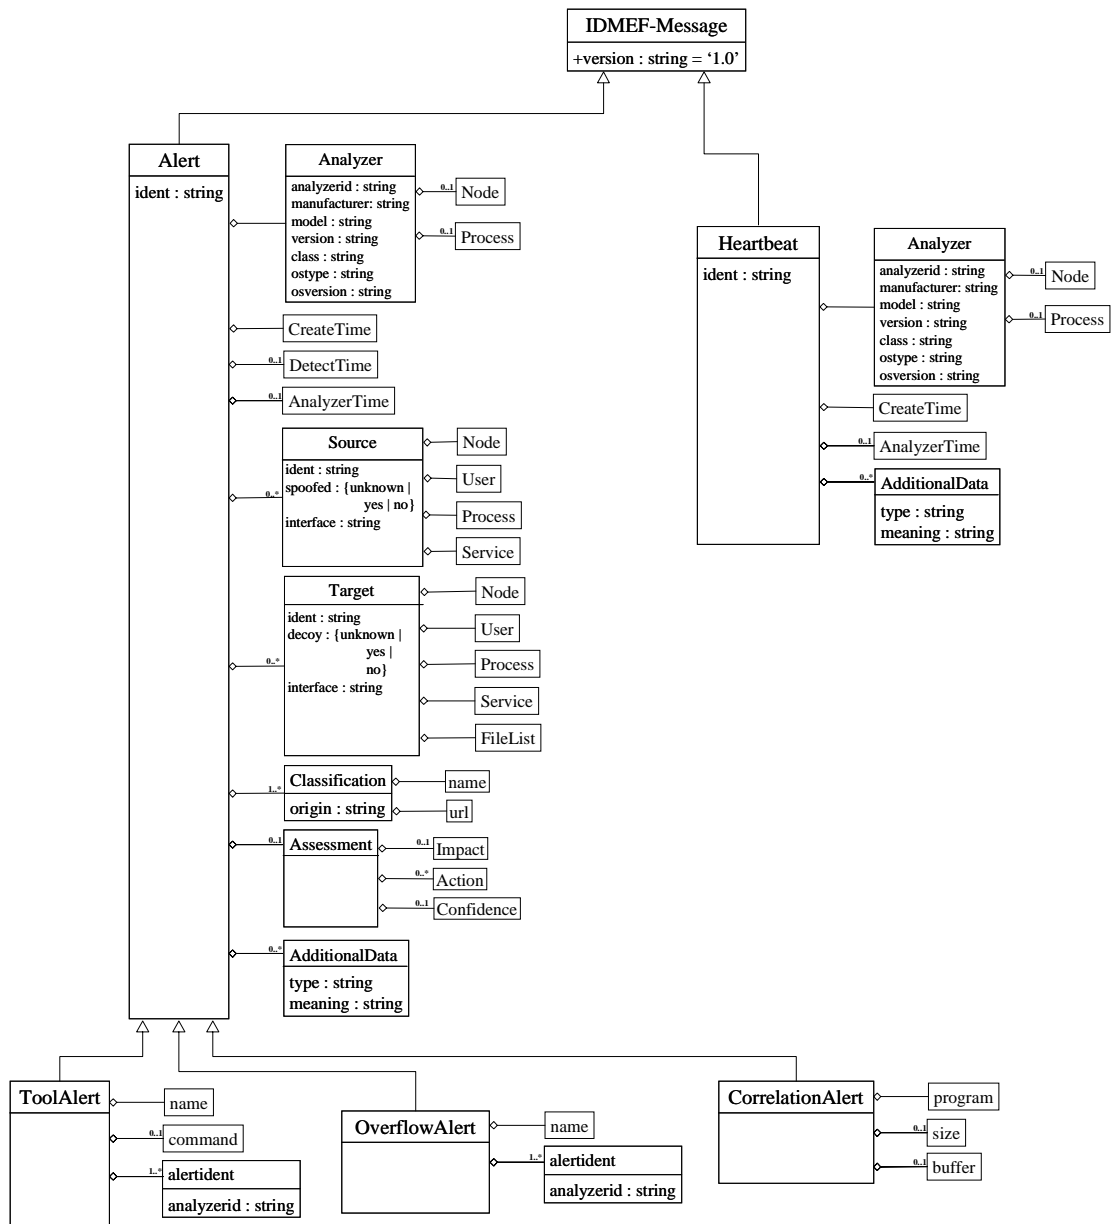 IDMEF-Message
+version : string = ‘1.0’
Alert
ident : string
Analyzer
analyzerid : string
manufacturer: string
model : string
version : string
class : string
ostype : string
osversion : string
0..1
Node
0..1
Process
CreateTime
0..1
DetectTime
0..1
AnalyzerTime
0..*
Source
ident : string
spoofed : {unknown |
yes | no}
interface : string
Node
User
Process
Service
0..*
Target
ident : string
decoy : {unknown |
yes |
no}
interface : string
Node
User
Process
Service
FileList
1..*
Classification
origin : string
name
url
0..1
Assessment
0..1
Impact
0..*
Action
0..1
Confidence
0..*
AdditionalData
type : string
meaning : string
Heartbeat
ident : string
Analyzer
analyzerid : string
manufacturer: string
model : string
version : string
class : string
ostype : string
osversion : string
0..1
Node
0..1
Process
CreateTime
0..1
AnalyzerTime
0..*
AdditionalData
type : string
meaning : string
ToolAlert
name
0..1
command
1..*
alertident
analyzerid : string
OverflowAlert
name
1..*
alertident
analyzerid : string
CorrelationAlert
program
0..1
size
0..1
buffer